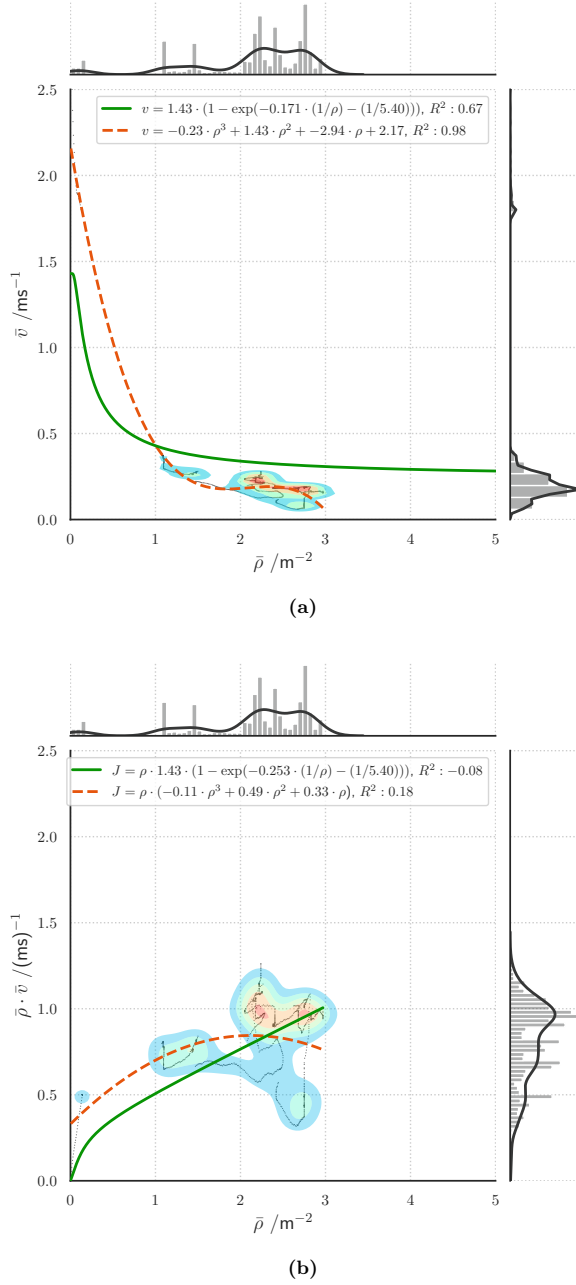 2.5
v = 1.43 · (1 − exp(−0.171 · (1/ρ) − (1/5.40))), R² : 0.67
v = −0.23 · ρ³ + 1.43 · ρ² + −2.94 · ρ + 2.17, R² : 0.98
2.0
1.5
v̄ /ms⁻¹
1.0
0.5
0.0
0 1 2 3 4 5
ρ̄ /m⁻²
(a)
2.5
J = ρ · 1.43 · (1 − exp(−0.253 · (1/ρ) − (1/5.40))), R² : −0.08
J = ρ · (−0.11 · ρ³ + 0.49 · ρ² + 0.33 · ρ), R² : 0.18
2.0
1.5
ρ̄ · v̄ /(ms)⁻¹
1.0
0.5
0.0
0 1 2 3 4 5
ρ̄ /m⁻²
(b)